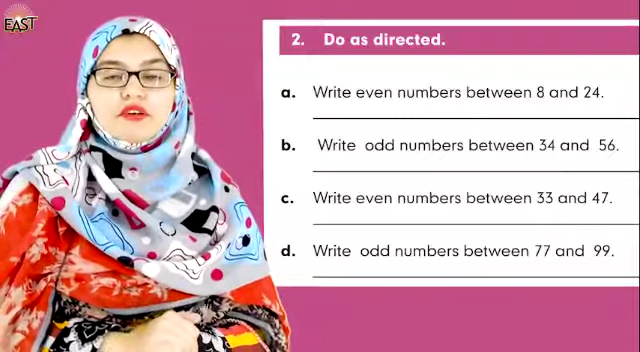 EAST
2. Do as directed.
a. Write even numbers between 8 and 24.
b. Write odd numbers between 34 and 56.
c. Write even numbers between 33 and 47.
d. Write odd numbers between 77 and 99.